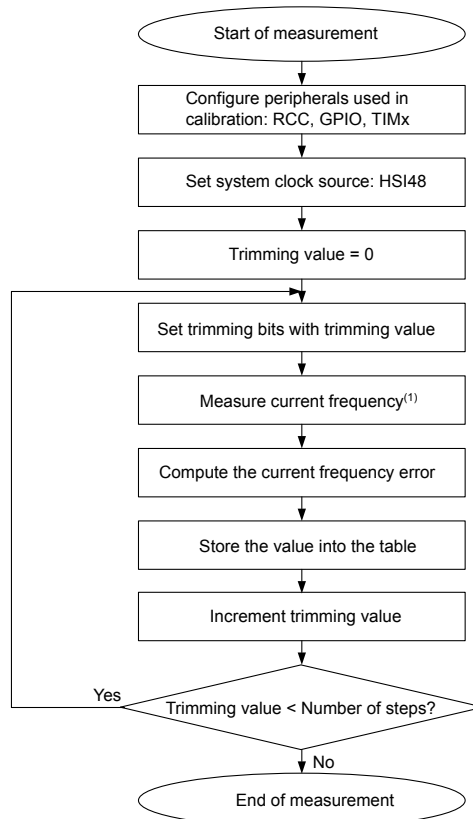 Start of measurement
Configure peripherals used in
calibration: RCC, GPIO, TIMx
Set system clock source: HSI48
Trimming value = 0
Set trimming bits with trimming value
Measure current frequency(1)
Compute the current frequency error
Store the value into the table
Increment trimming value
Yes
Trimming value < Number of steps?
No
End of measurement